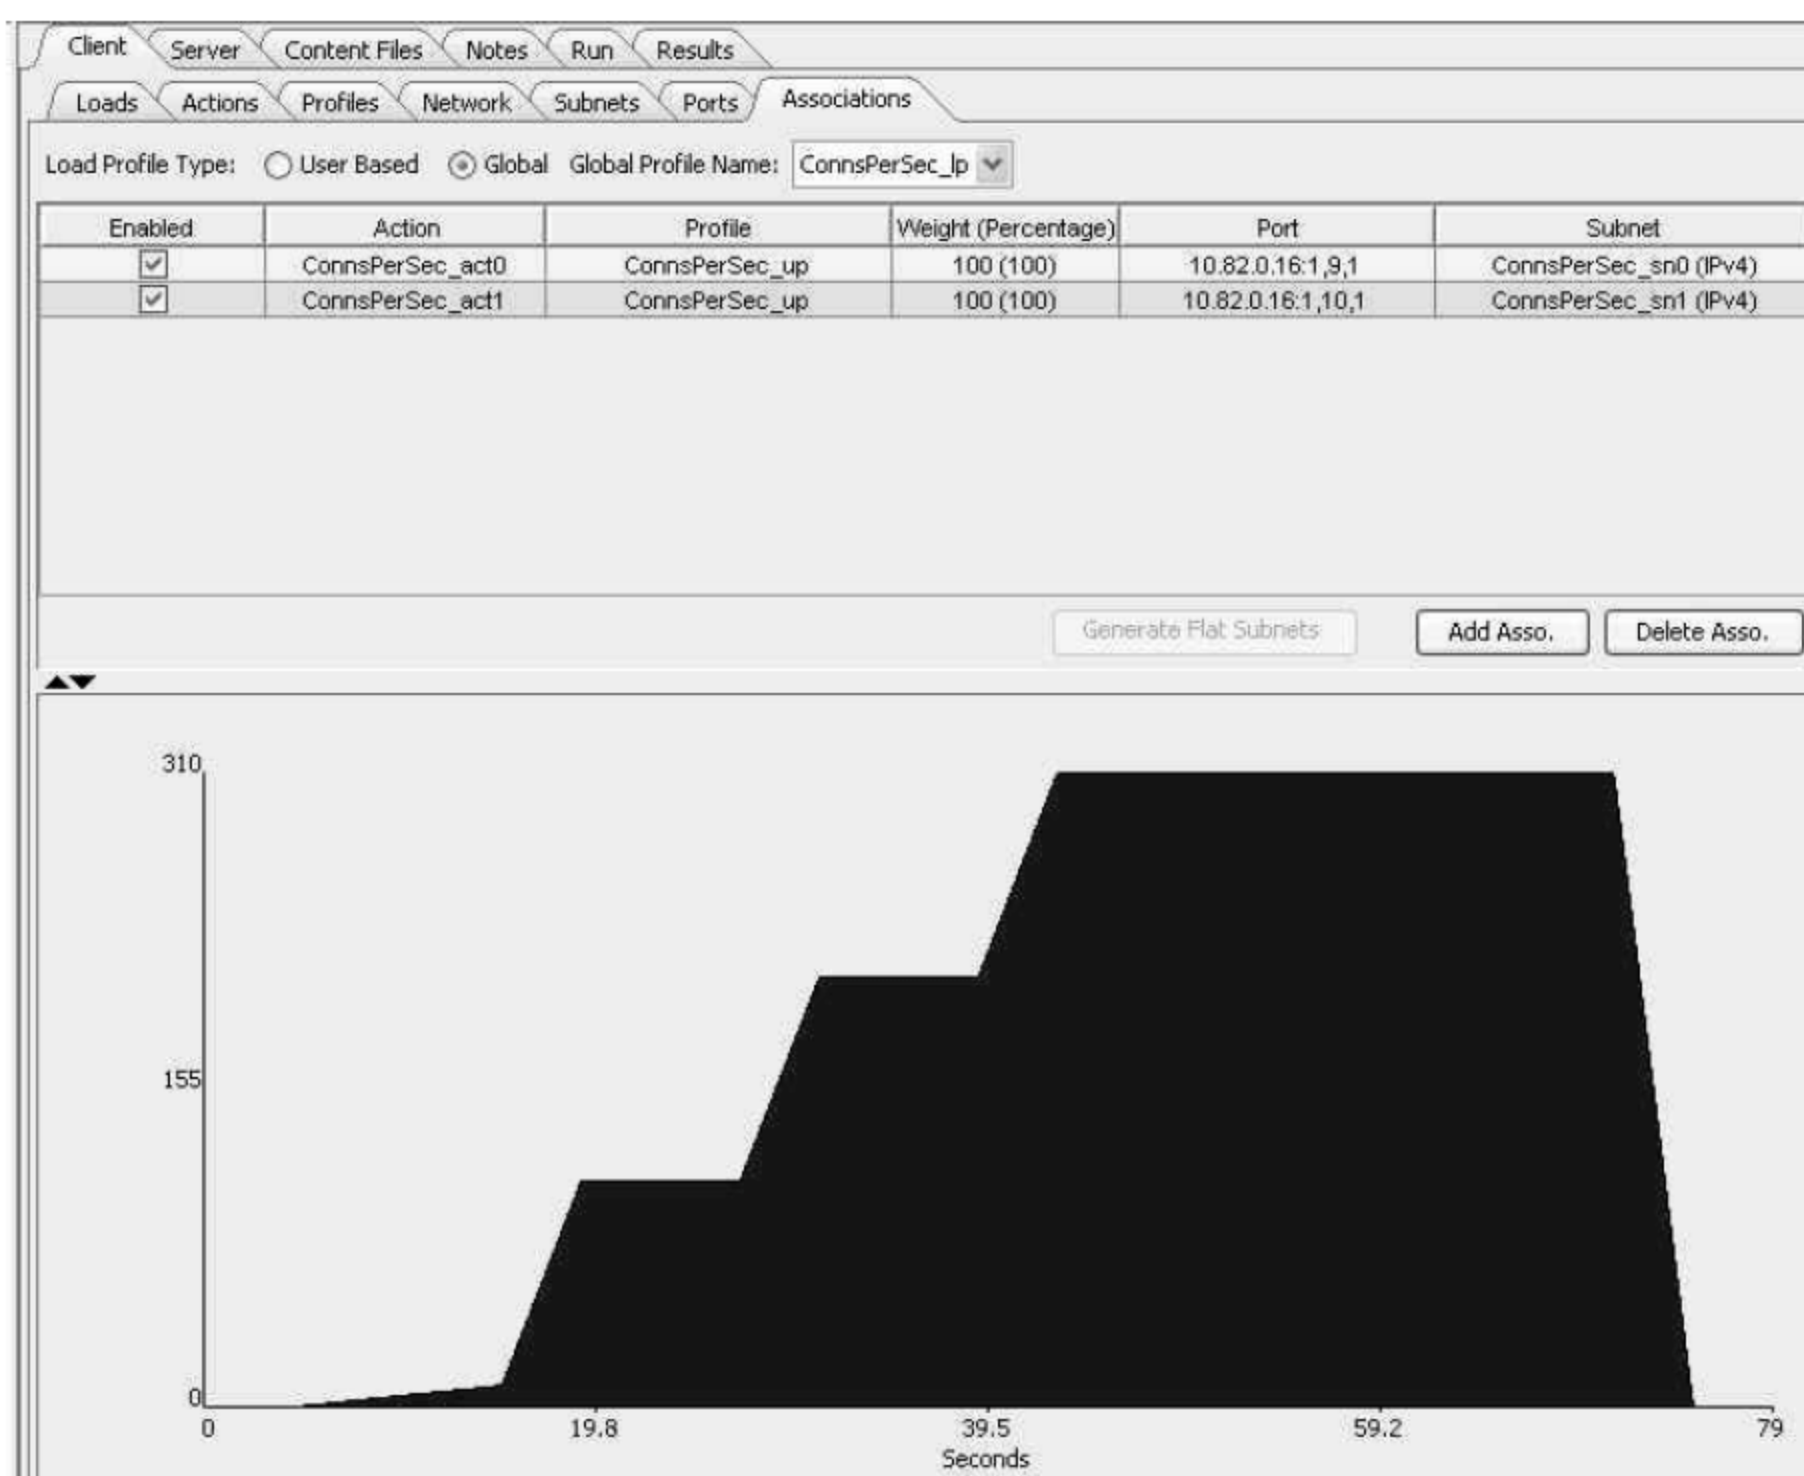 Client Server Content Files Notes Run Results
Loads Actions Profiles Network Subnets Ports Associations
Load Profile Type: User Based Global Global Profile Name: ConnsPerSec_lp
Enabled Action Profile Weight (Percentage) Port Subnet
ConnsPerSec_act0 ConnsPerSec_up 100 (100) 10.82.0.16:1,9,1 ConnsPerSec_sn0 (IPv4)
ConnsPerSec_act1 ConnsPerSec_up 100 (100) 10.82.0.16:1,10,1 ConnsPerSec_sn1 (IPv4)
Generate Flat Subnets Add Asso. Delete Asso.
310
155
0
0 19.8 39.5 59.2 79
Seconds